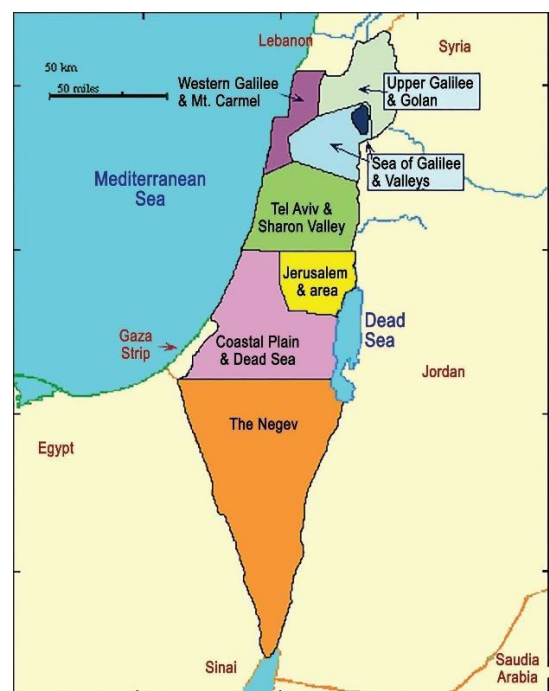 Lebanon
Syria
50 km
50 miles
Western Galilee
& Mt. Carmel
Upper Galilee
& Golan
Sea of Galilee
& Valleys
Mediterranean
Sea
Tel Aviv &
Sharon Valley
Jerusalem
& area
Gaza
Strip
Coastal Plain
& Dead Sea
Dead
Sea
Jordan
The Negev
Egypt
Sinai
Saudia
Arabia